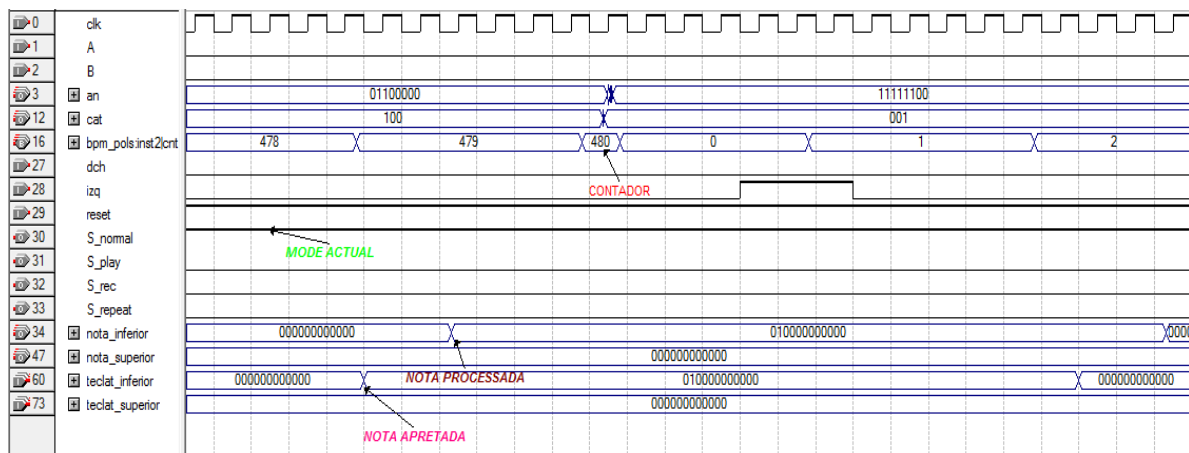 0 clk
1 A
2 B
3 an 01100000 11111100
12 cat 100 001
16 bpm_pols:inst2|cnt 478 479 480 0 1 2
27 dch
28 izq CONTADOR
29 reset
30 S_normal
MODE ACTUAL
31 S_play
32 S_rec
33 S_repeat
34 nota_inferior 000000000000 010000000000 0000
47 nota_superior 000000000000
NOTA PROCESSADA
60 teclat_inferior 000000000000 010000000000 000000000000
73 teclat_superior 000000000000
NOTA APRETADA